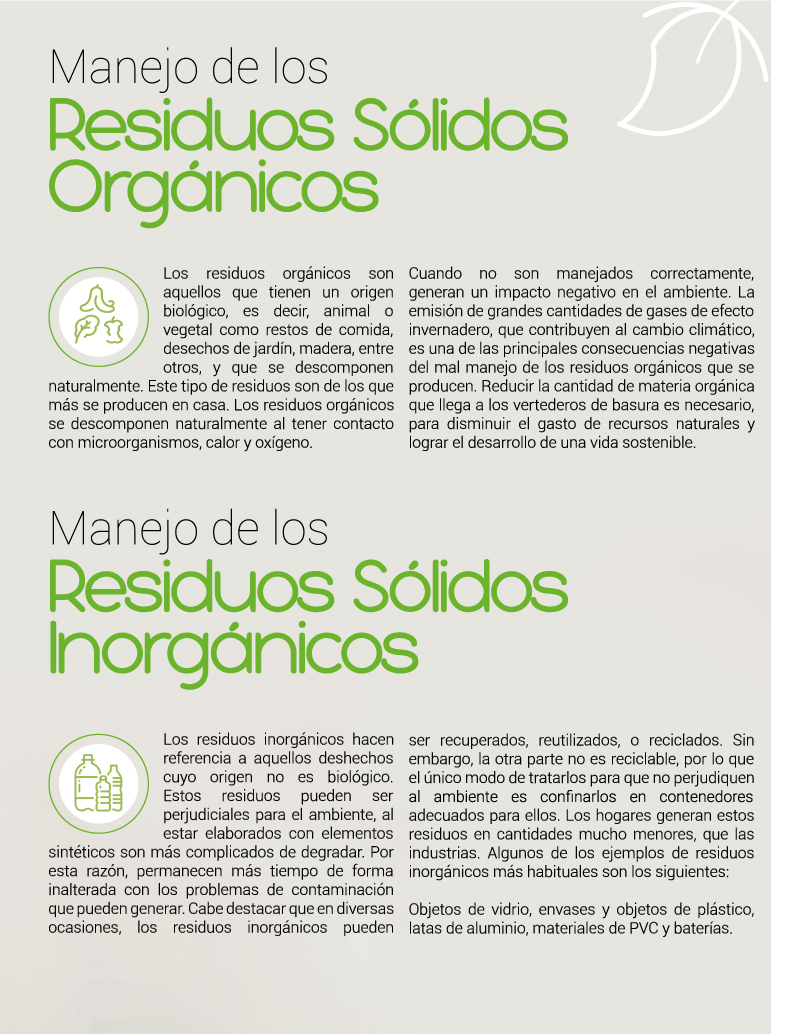 Manejo de los
Residuos Sólidos
Orgánicos
Los residuos orgánicos son
aquellos que tienen un origen
biológico, es decir, animal o
vegetal como restos de comida,
desechos de jardín, madera, entre
otros, y que se descomponen
naturalmente. Este tipo de residuos son de los que
más se producen en casa. Los residuos orgánicos
se descomponen naturalmente al tener contacto
con microorganismos, calor y oxígeno.
Cuando no son manejados correctamente,
generan un impacto negativo en el ambiente. La
emisión de grandes cantidades de gases de efecto
invernadero, que contribuyen al cambio climático,
es una de las principales consecuencias negativas
del mal manejo de los residuos orgánicos que se
producen. Reducir la cantidad de materia orgánica
que llega a los vertederos de basura es necesario,
para disminuir el gasto de recursos naturales y
lograr el desarrollo de una vida sostenible.
Manejo de los
Residuos Sólidos
Inorgánicos
Los residuos inorgánicos hacen
referencia a aquellos deshechos
cuyo origen no es biológico.
Estos residuos pueden ser
perjudiciales para el ambiente, al
estar elaborados con elementos
sintéticos son más complicados de degradar. Por
esta razón, permanecen más tiempo de forma
inalterada con los problemas de contaminación
que pueden generar. Cabe destacar que en diversas
ocasiones, los residuos inorgánicos pueden
ser recuperados, reutilizados, o reciclados. Sin
embargo, la otra parte no es reciclable, por lo que
el único modo de tratarlos para que no perjudiquen
al ambiente es confinarlos en contenedores
adecuados para ellos. Los hogares generan estos
residuos en cantidades mucho menores, que las
industrias. Algunos de los ejemplos de residuos
inorgánicos más habituales son los siguientes:
Objetos de vidrio, envases y objetos de plástico,
latas de aluminio, materiales de PVC y baterías.